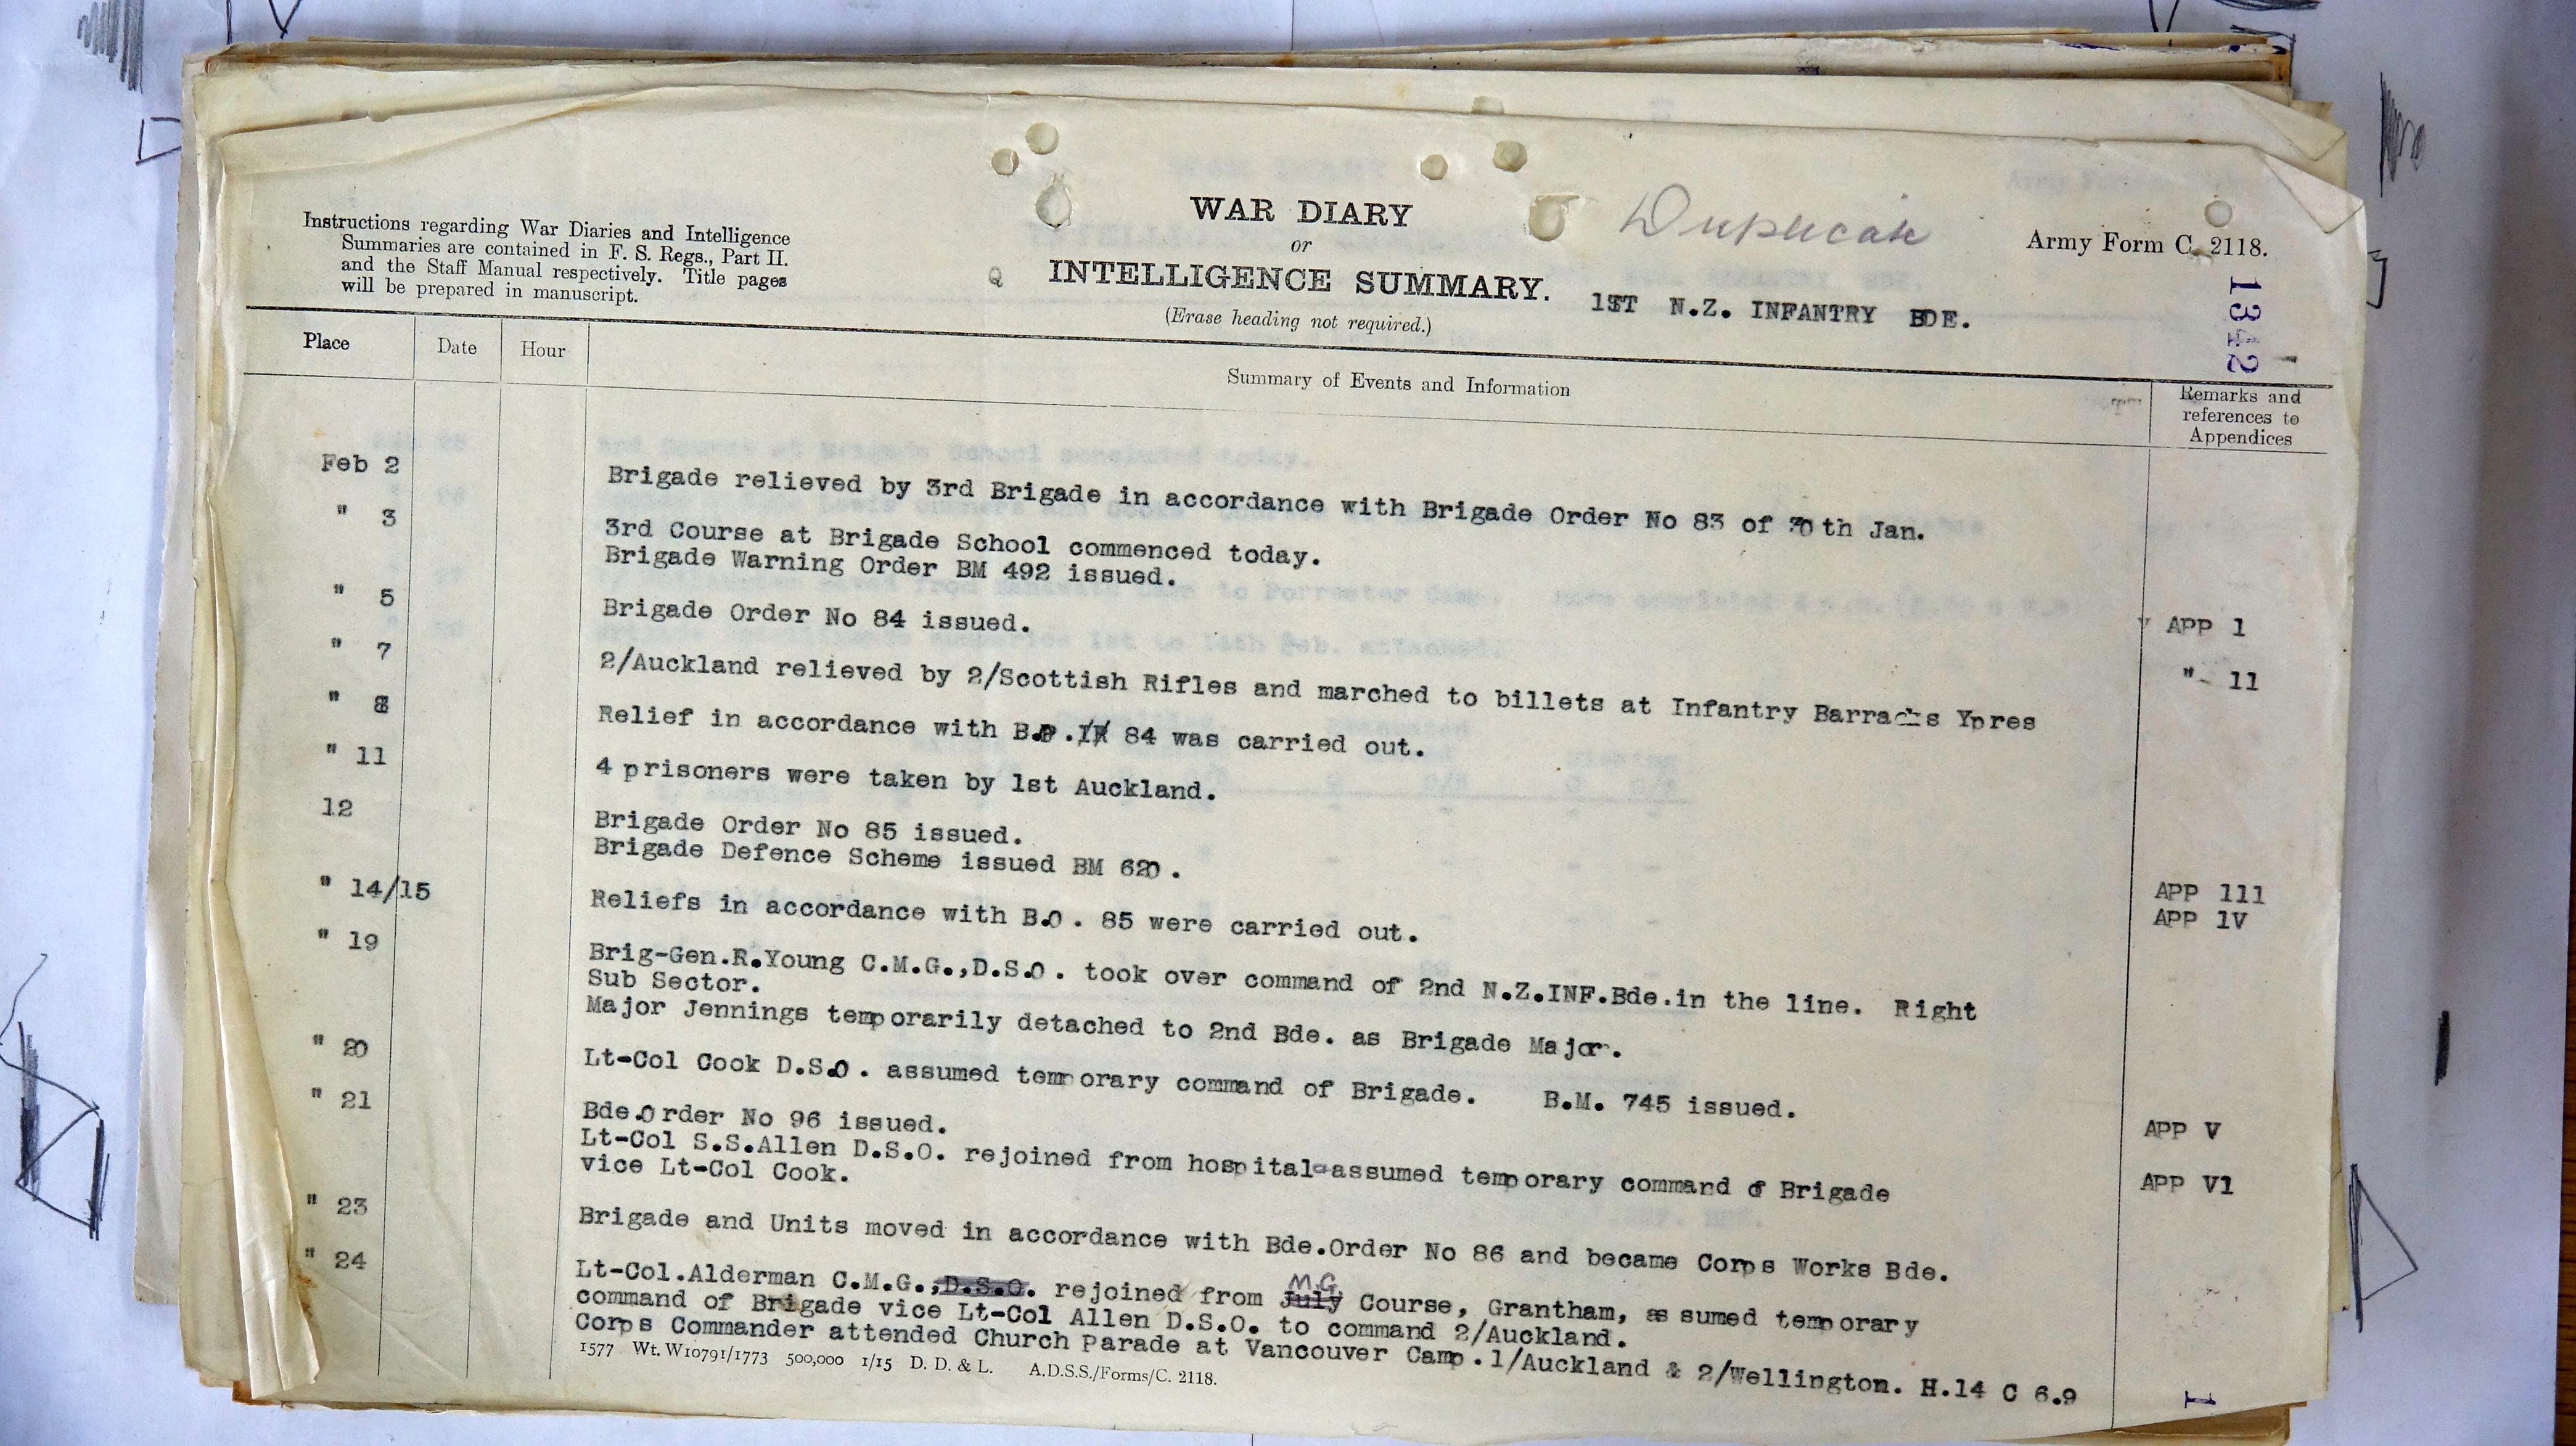 Duplicate
Instructions regarding War Diaries and Intelligence
Summaries are contained in F. S. Regs., Part II.
and the Staff Manual respectively. Title pages
will be prepared in manuscript.
WAR DIARY
or
Q INTELLIGENCE SUMMARY.
(Erase heading not required.)
Army Form C. 2118.
1ST N.Z. INFANTRY BDE.
1342
Place Date Hour Summary of Events and Information Remarks and
references to
Appendices
Feb 2 Brigade relieved by 3rd Brigade in accordance with Brigade Order No 83 of 30th Jan.
" 3 3rd Course at Brigade School commenced today.
Brigade Warning Order BM 492 issued. APP 1
" 5 Brigade Order No 84 issued. "- 11
" 7 2/Auckland relieved by 2/Scottish Rifles and marched to billets at Infantry Barracks Ypres
" 8 Relief in accordance with B.O. 84 was carried out.
" 11 4 prisoners were taken by 1st Auckland.
12 Brigade Order No 85 issued. APP 111
Brigade Defence Scheme issued BM 620. APP 1V
" 14/15 Reliefs in accordance with B.O. 85 were carried out.
" 19 Brig-Gen.R.Young C.M.G.,D.S.O. took over command of 2nd N.Z.INF.Bde.in the line. Right
Sub Sector.
Major Jennings temporarily detached to 2nd Bde. as Brigade Major.
" 20 Lt-Col Cook D.S.O. assumed temporary command of Brigade. B.M. 745 issued. APP V
" 21 Bde.Order No 96 issued. APP V1
Lt-Col S.S.Allen D.S.O. rejoined from hospital-assumed temporary command of Brigade
vice Lt-Col Cook.
" 23 Brigade and Units moved in accordance with Bde.Order No 86 and became Corps Works Bde.
" 24 Lt-Col.Alderman C.M.G.,D.S.O. rejoined from July M.G. Course, Grantham, as sumed temporary
command of Brigade vice Lt-Col Allen D.S.O. to command 2/Auckland.
Corps Commander attended Church Parade at Vancouver Camp.1/Auckland & 2/Wellington. H.14 C 6.9
1577 Wt. W10791/1773 500,000 1/15 D. D. & L. A.D.S.S./Forms/C. 2118.
1